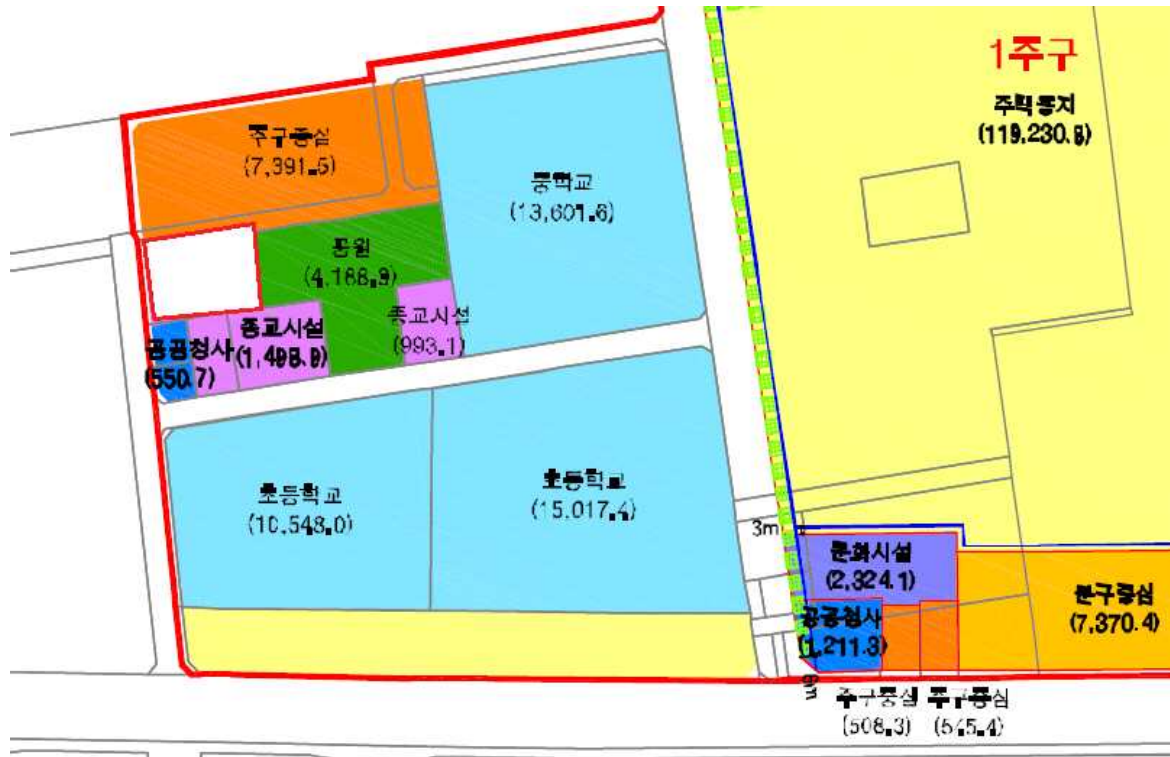 1주구
주택용지
(119,230.8)
주구중심
(7,391.5)
중학교
(13,601.6)
공원
(4,188.9)
종교시설
(1,498.9)
종교시설
(993.1)
공공청사
(550.7)
초등학교
(10,548.0)
초등학교
(15,017.4)
3m
문화시설
(2,324.1)
분구중심
(7,370.4)
공공청사
(1,211.3)
주구중심
(508.3)
주구중심
(545.4)